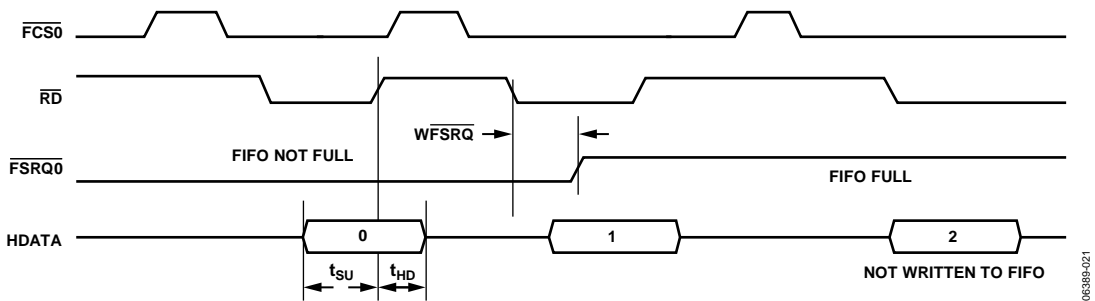 FCS0
RD
WFSRQ
FIFO NOT FULL
FSRQ0
FIFO FULL
HDATA
0
1
2
tSU
tHD
NOT WRITTEN TO FIFO
06389-021